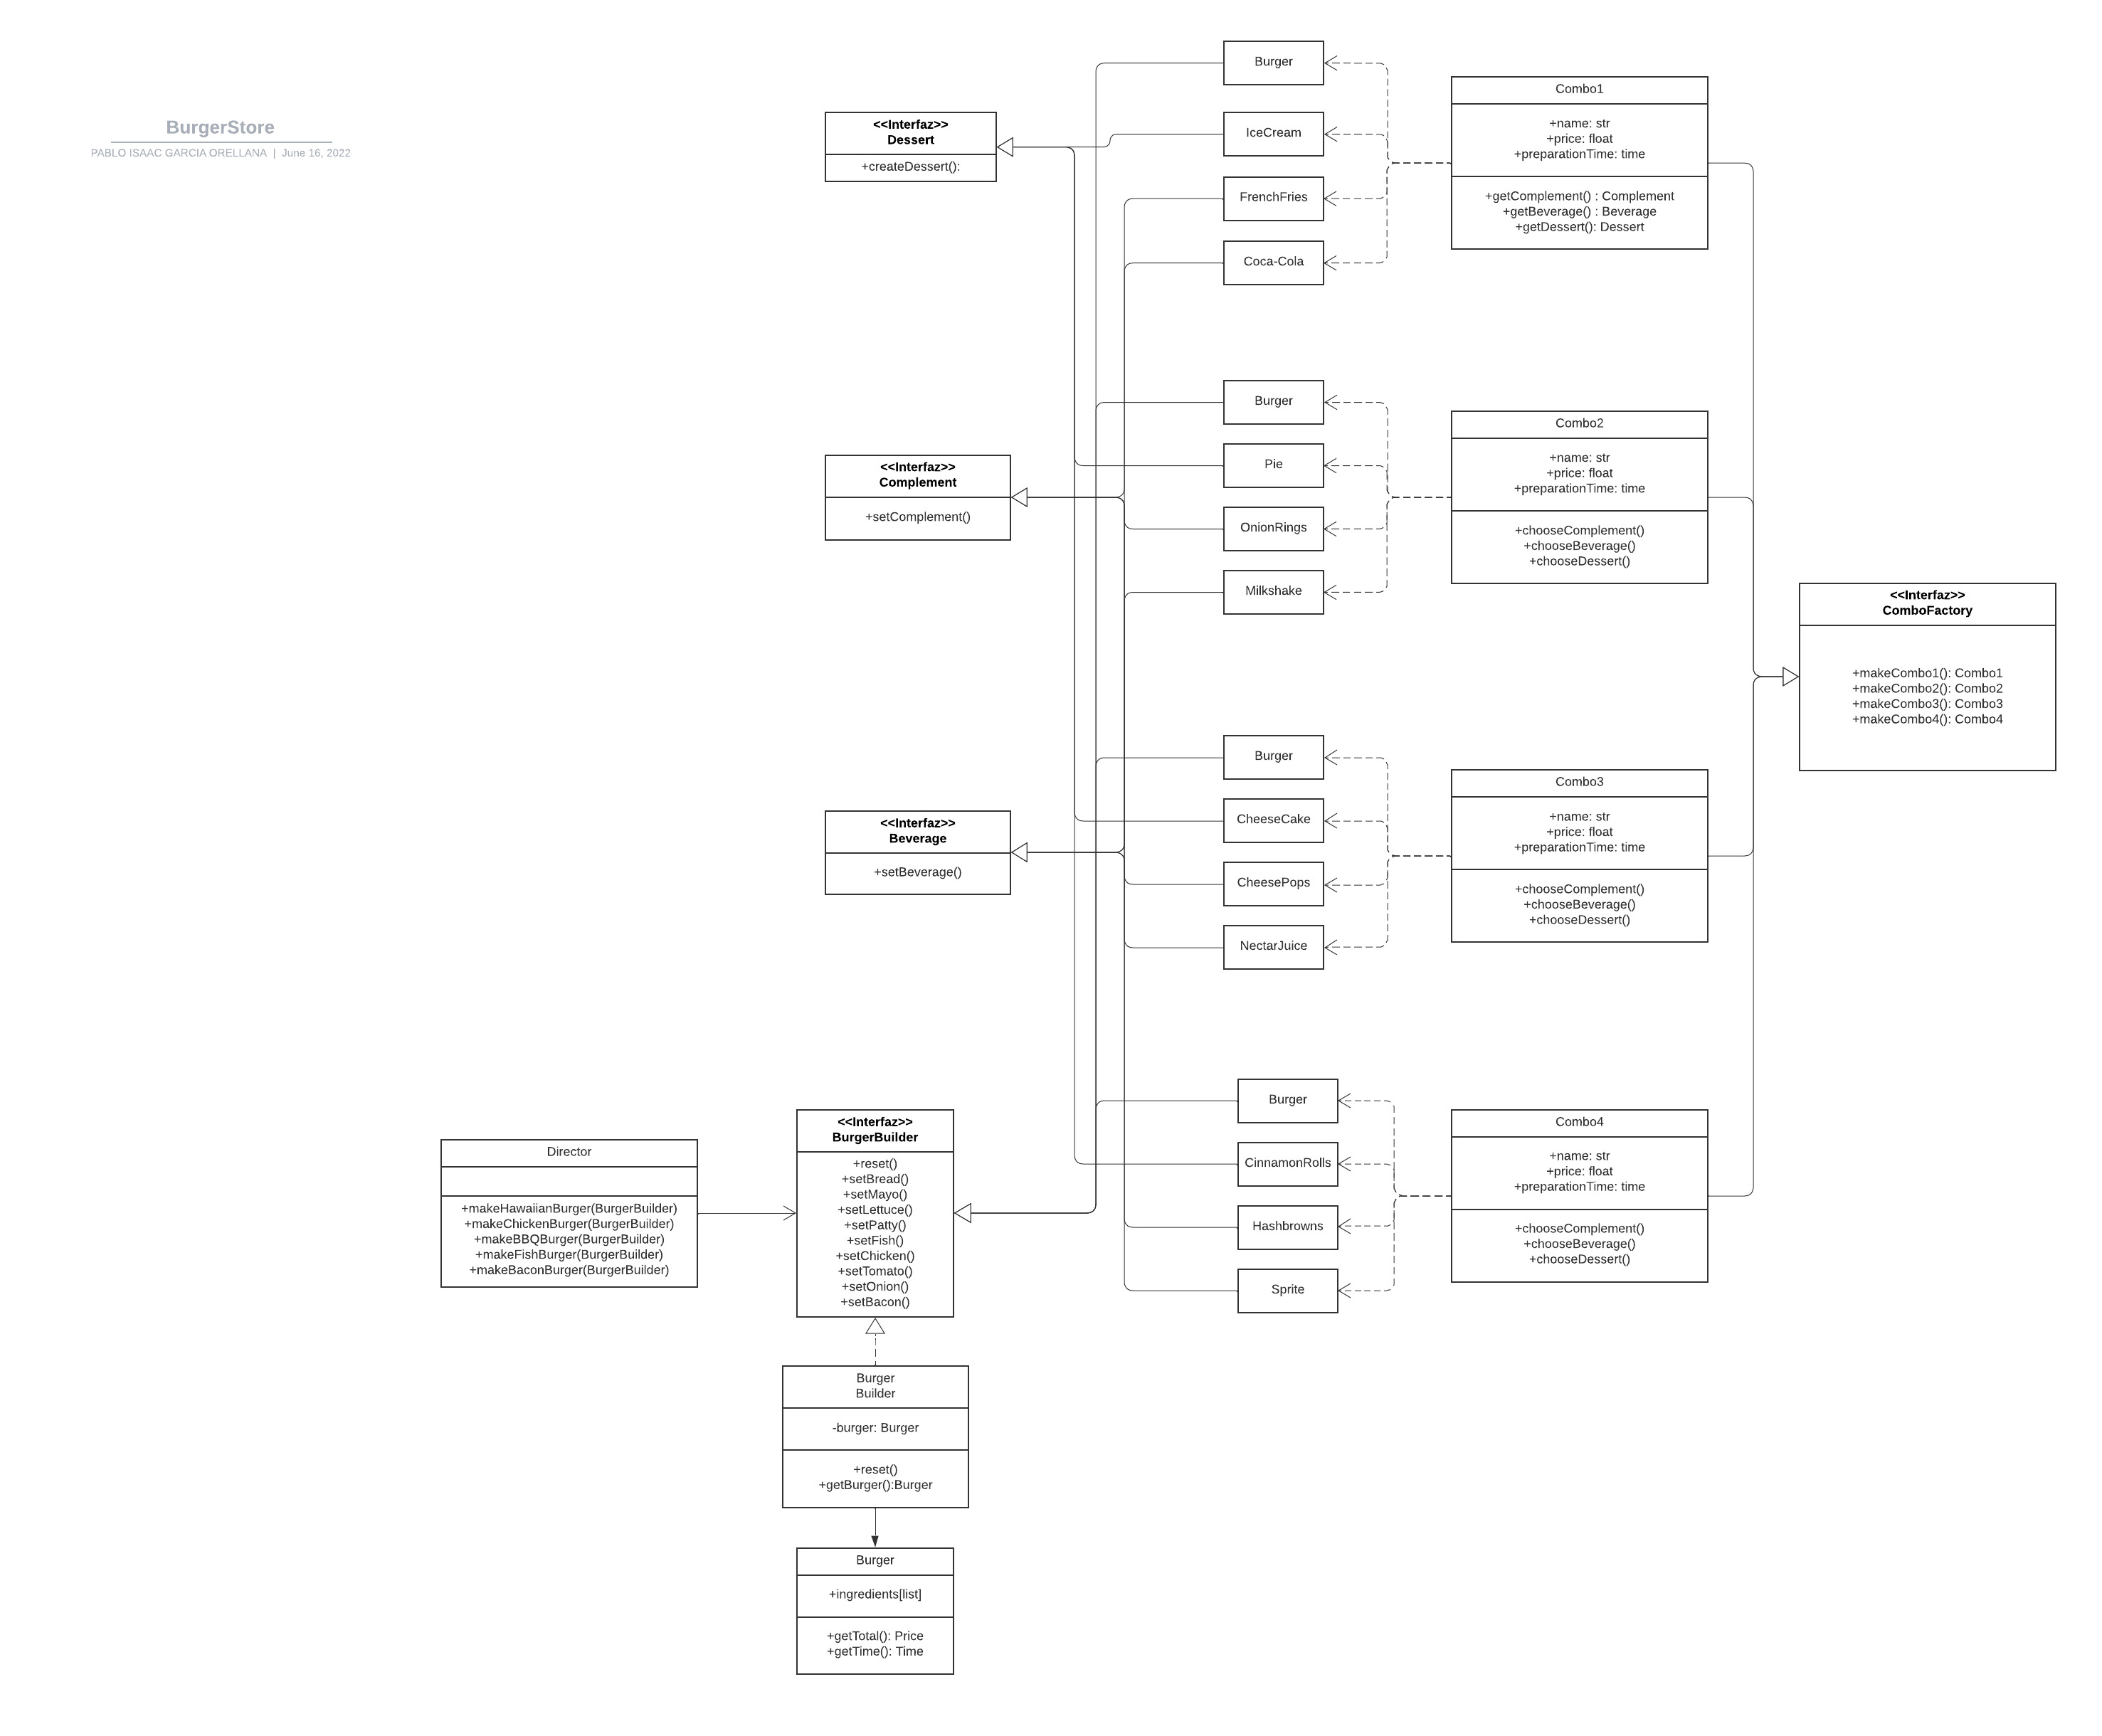 BurgerStore
PABLO ISAAC GARCIA ORELLANA | June 16, 2022
<<Interfaz>>
Dessert
+createDessert():
<<Interfaz>>
Complement
+setComplement()
<<Interfaz>>
Beverage
+setBeverage()
Director
+makeHawaiianBurger(BurgerBuilder)
+makeChickenBurger(BurgerBuilder)
+makeBBQBurger(BurgerBuilder)
+makeFishBurger(BurgerBuilder)
+makeBaconBurger(BurgerBuilder)
<<Interfaz>>
BurgerBuilder
+reset()
+setBread()
+setMayo()
+setLettuce()
+setPatty()
+setFish()
+setChicken()
+setTomato()
+setOnion()
+setBacon()
Burger
Builder
-burger: Burger
+reset()
+getBurger():Burger
Burger
+ingredients[list]
+getTotal(): Price
+getTime(): Time
Burger
IceCream
FrenchFries
Coca-Cola
Burger
Pie
OnionRings
Milkshake
Burger
CheeseCake
CheesePops
NectarJuice
Burger
CinnamonRolls
Hashbrowns
Sprite
Combo1
+name: str
+price: float
+preparationTime: time
+getComplement() : Complement
+getBeverage() : Beverage
+getDessert(): Dessert
Combo2
+name: str
+price: float
+preparationTime: time
+chooseComplement()
+chooseBeverage()
+chooseDessert()
Combo3
+name: str
+price: float
+preparationTime: time
+chooseComplement()
+chooseBeverage()
+chooseDessert()
Combo4
+name: str
+price: float
+preparationTime: time
+chooseComplement()
+chooseBeverage()
+chooseDessert()
<<Interfaz>>
ComboFactory
+makeCombo1(): Combo1
+makeCombo2(): Combo2
+makeCombo3(): Combo3
+makeCombo4(): Combo4